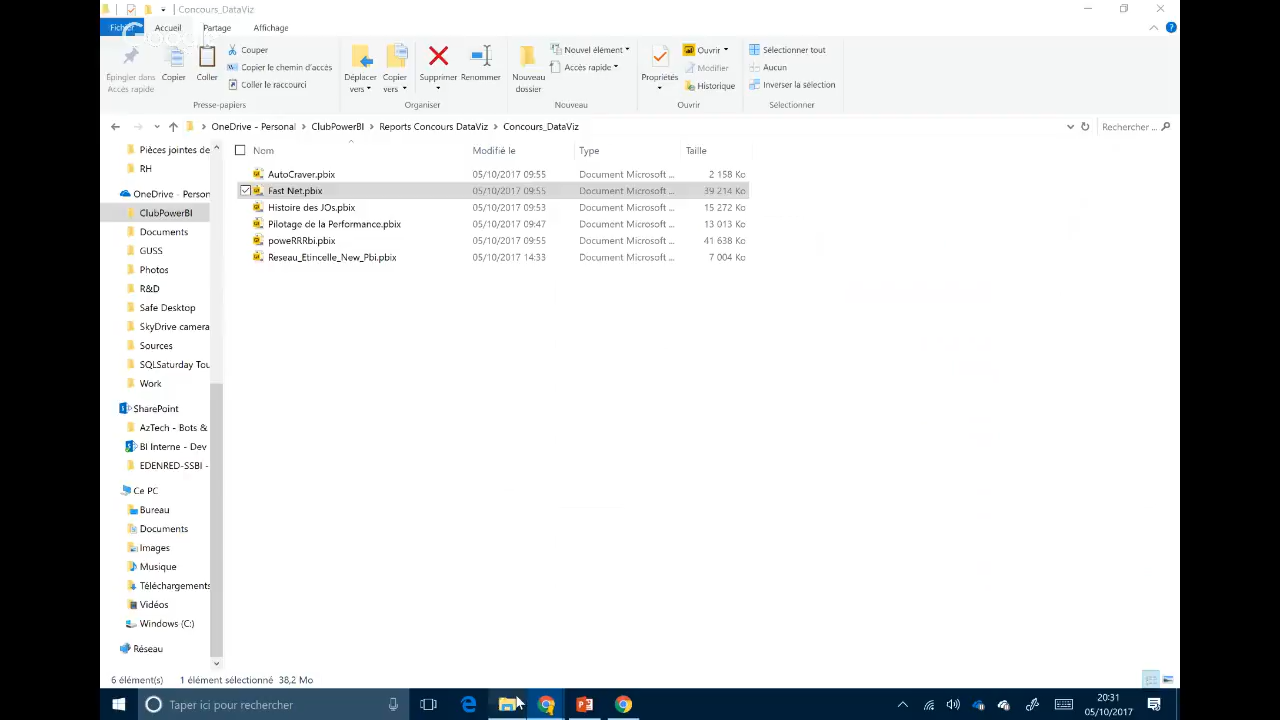 Concours_DataViz
Fichier Accueil Partage Affichage
Google
Épingler dans
Accès rapide
Copier
Coller
Couper
Copier le chemin d'accès
Coller le raccourci
Presse-papiers
Déplacer
vers
Copier
vers
Supprimer
Renommer
Organiser
Nouveau
dossier
Nouvel élément
Accès rapide
Nouveau
Propriétés
Ouvrir
Modifier
Historique
Ouvrir
Sélectionner tout
Aucun
Inverser la sélection
Sélectionner
OneDrive - Personal > ClubPowerBI > Reports Concours DataViz > Concours_DataViz
Rechercher ...
Pièces jointes de
RH
OneDrive - Person
ClubPowerBI
Documents
GUSS
Photos
R&D
Safe Desktop
SkyDrive camera
Sources
SQLSaturday Tou
Work
SharePoint
AzTech - Bots &
BI Interne - Dev
EDENRED-SSBI -
Ce PC
Bureau
Documents
Images
Musique
Téléchargements
Vidéos
Windows (C:)
Réseau
Nom Modifié le Type Taille
AutoCraver.pbix 05/10/2017 09:55 Document Microsoft ... 2 158 Ko
Fast Net.pbix 05/10/2017 09:55 Document Microsoft ... 39 214 Ko
Histoire des JOs.pbix 05/10/2017 09:53 Document Microsoft ... 15 272 Ko
Pilotage de la Performance.pbix 05/10/2017 09:47 Document Microsoft ... 13 013 Ko
poweRRRbi.pbix 05/10/2017 09:55 Document Microsoft ... 41 638 Ko
Reseau_Etincelle_New_Pbi.pbix 05/10/2017 14:33 Document Microsoft ... 7 004 Ko
6 élément(s) 1 élément sélectionné 38,2 Mo
Taper ici pour rechercher
20:31
05/10/2017